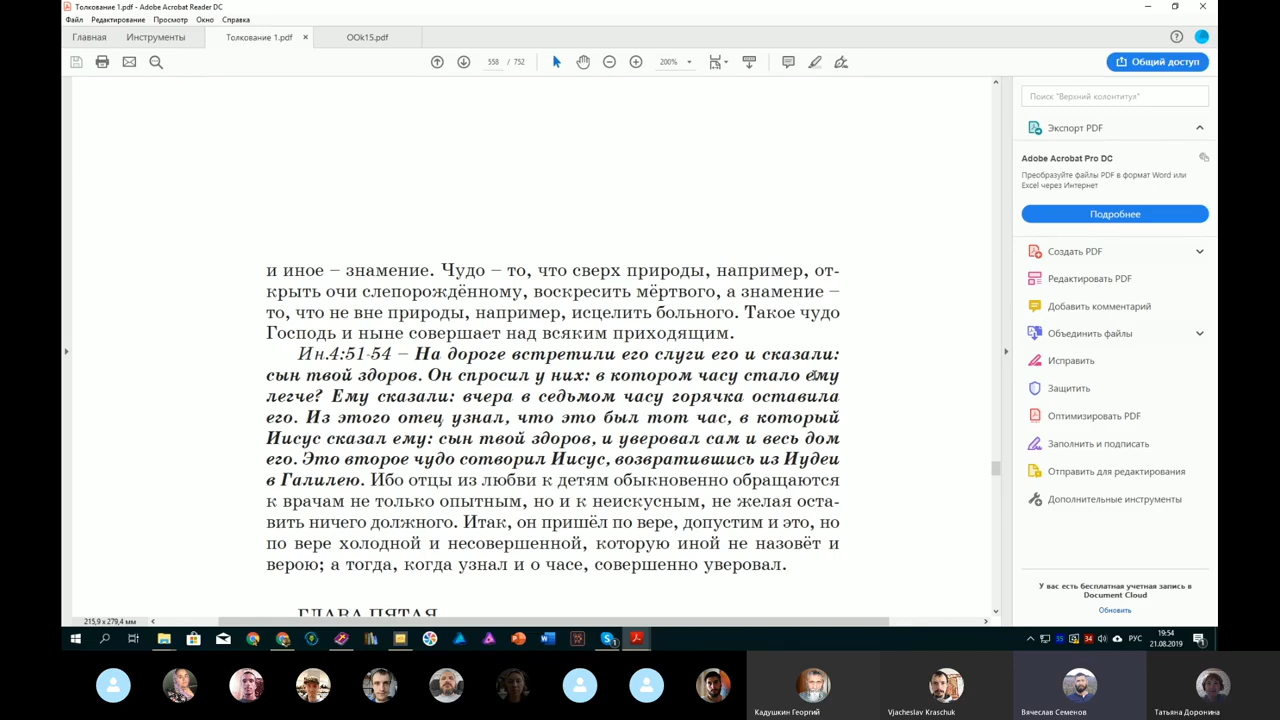 Толкование 1.pdf - Adobe Acrobat Reader DC
Файл Редактирование Просмотр Окно Справка
Главная Инструменты Толкование 1.pdf × OOk15.pdf
558 / 752 200% Общий доступ
и иное – знамение. Чудо – то, что сверх природы, например, от-
крыть очи слепорождённому, воскресить мёртвого, а знамение –
то, что не вне природы, например, исцелить больного. Такое чудо
Господь и ныне совершает над всяким приходящим.
Ин.4:51-54 – На дороге встретили его слуги его и сказали:
сын твой здоров. Он спросил у них: в котором часу стало ему
легче? Ему сказали: вчера в седьмом часу горячка оставила
его. Из этого отец узнал, что это был тот час, в который
Иисус сказал ему: сын твой здоров, и уверовал сам и весь дом
его. Это второе чудо сотворил Иисус, возвратившись из Иудеи
в Галилею. Ибо отцы из любви к детям обыкновенно обращаются
к врачам не только опытным, но и к неискусным, не желая оста-
вить ничего должного. Итак, он пришёл по вере, допустим и это, но
по вере холодной и несовершенной, которую иной не назовёт и
верою; а тогда, когда узнал и о часе, совершенно уверовал.
ГЛАВА ПЯТАЯ
215,9 x 279,4 мм
Поиск "Верхний колонтитул"
Экспорт PDF
Adobe Acrobat Pro DC
Преобразуйте файлы PDF в формат Word или
Excel через Интернет
Подробнее
Создать PDF
Редактировать PDF
Добавить комментарий
Объединить файлы
Исправить
Защитить
Оптимизировать PDF
Заполнить и подписать
Отправить для редактирования
Дополнительные инструменты
У вас есть бесплатная учетная запись в
Document Cloud
Обновить
35 34 РУС
19:54
21.08.2019
Кадушкин Георгий
Vjacheslav Kraschuk
Вячеслав Семенов
Татьяна Доронина